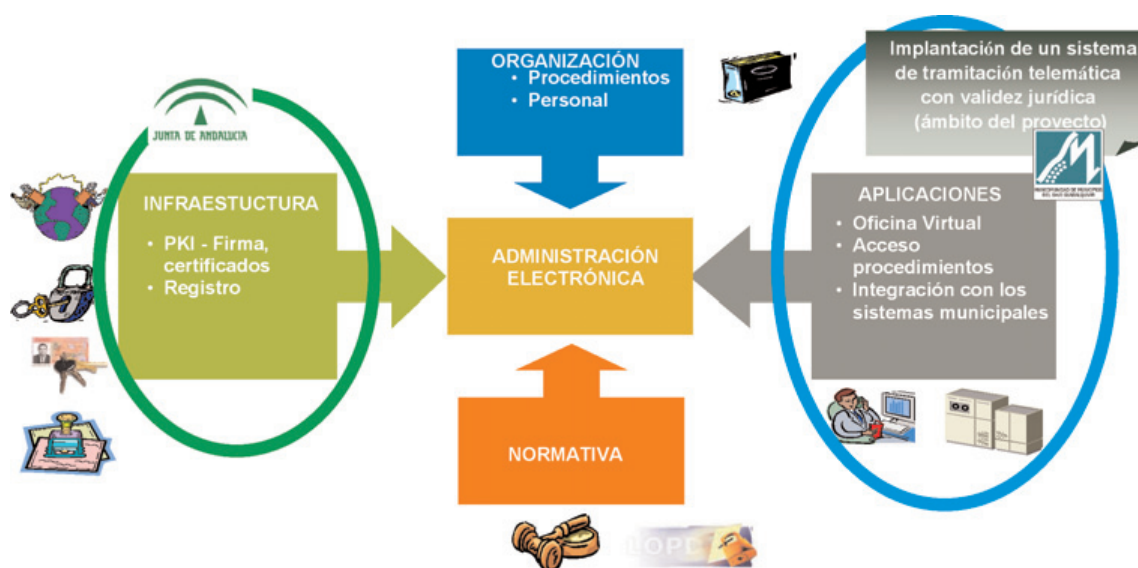 JUNTA DE ANDALUCIA
INFRAESTUCTURA
• PKI - Firma,
certificados
• Registro
ORGANIZACIÓN
• Procedimientos
• Personal
ADMINISTRACIÓN
ELECTRÓNICA
NORMATIVA
LOPD
Implantación de un sistema
de tramitación telemática
con validez jurídica
(ámbito del proyecto)
APLICACIONES
• Oficina Virtual
• Acceso
procedimientos
• Integración con los
sistemas municipales